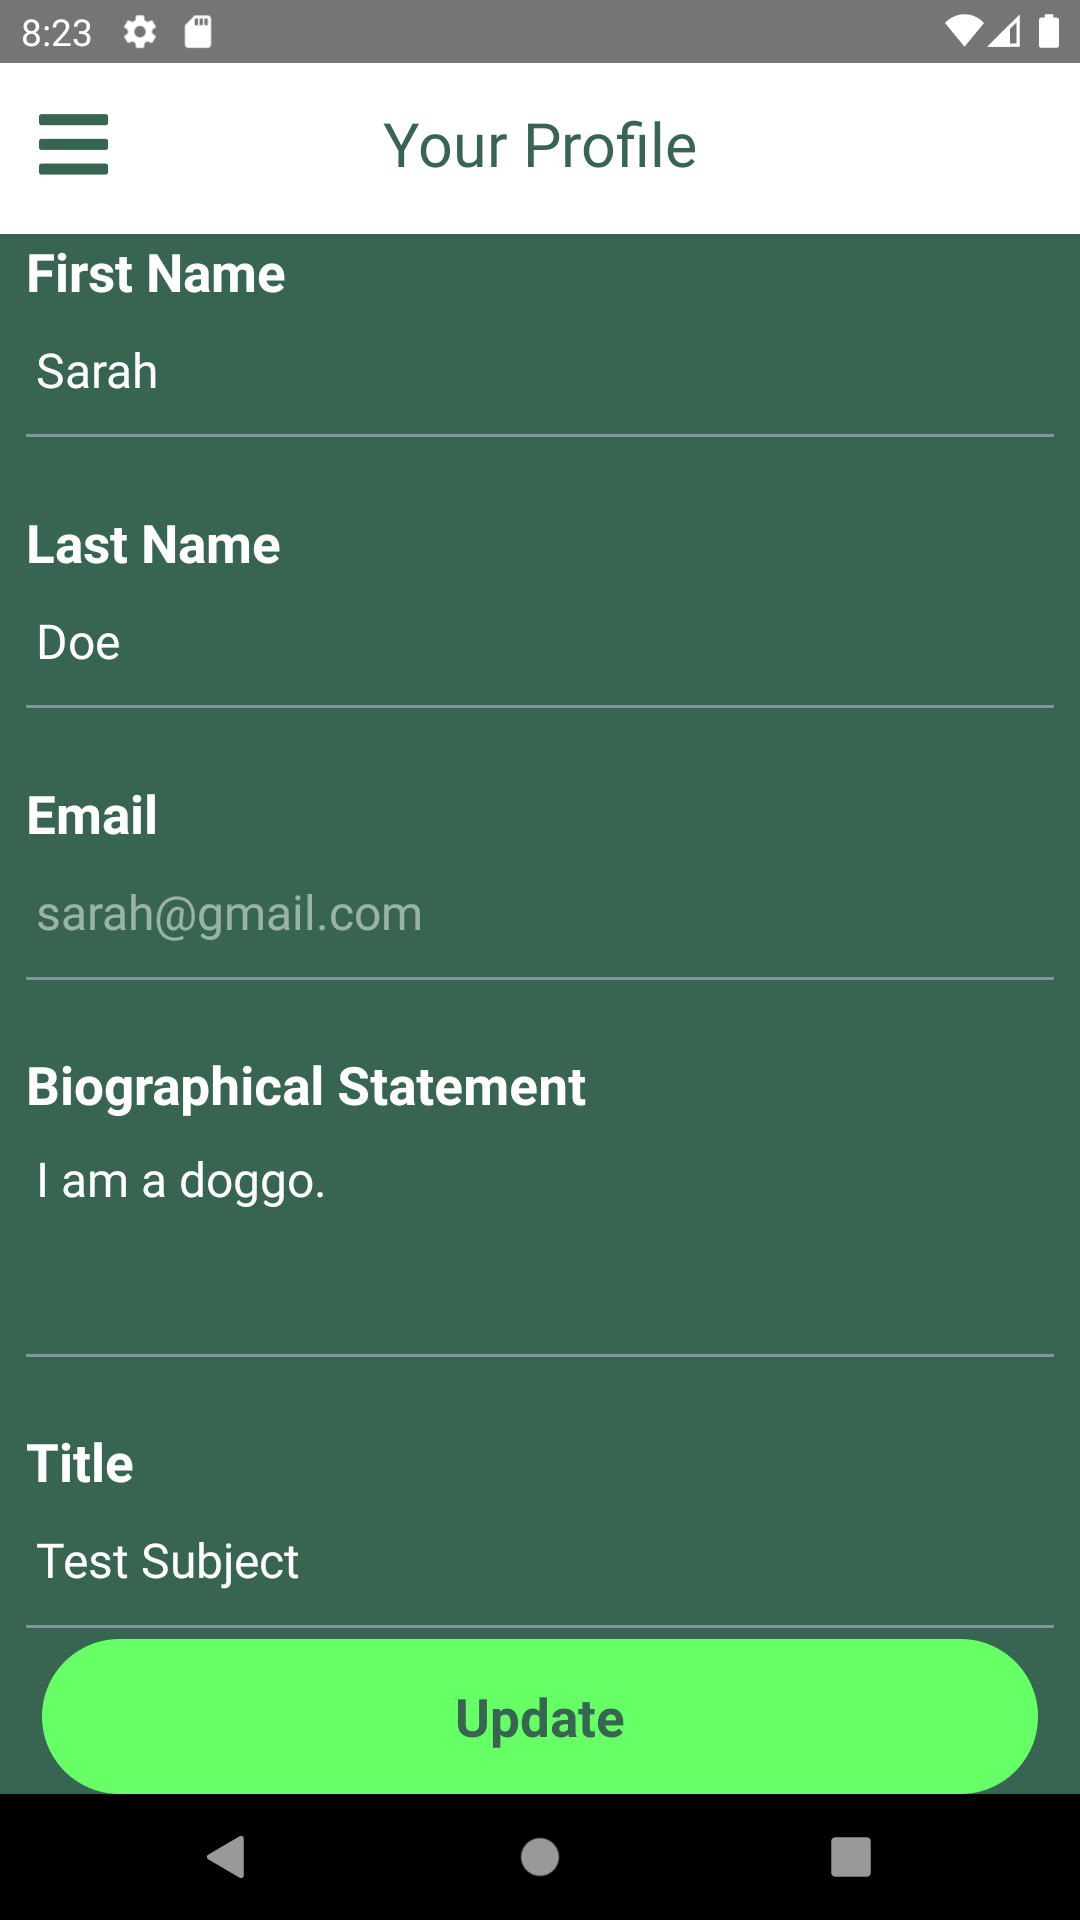 8:23
Your Profile
First Name
Sarah
Last Name
Doe
Email
sarah@gmail.com
Biographical Statement
I am a doggo.
Title
Test Subject
Update